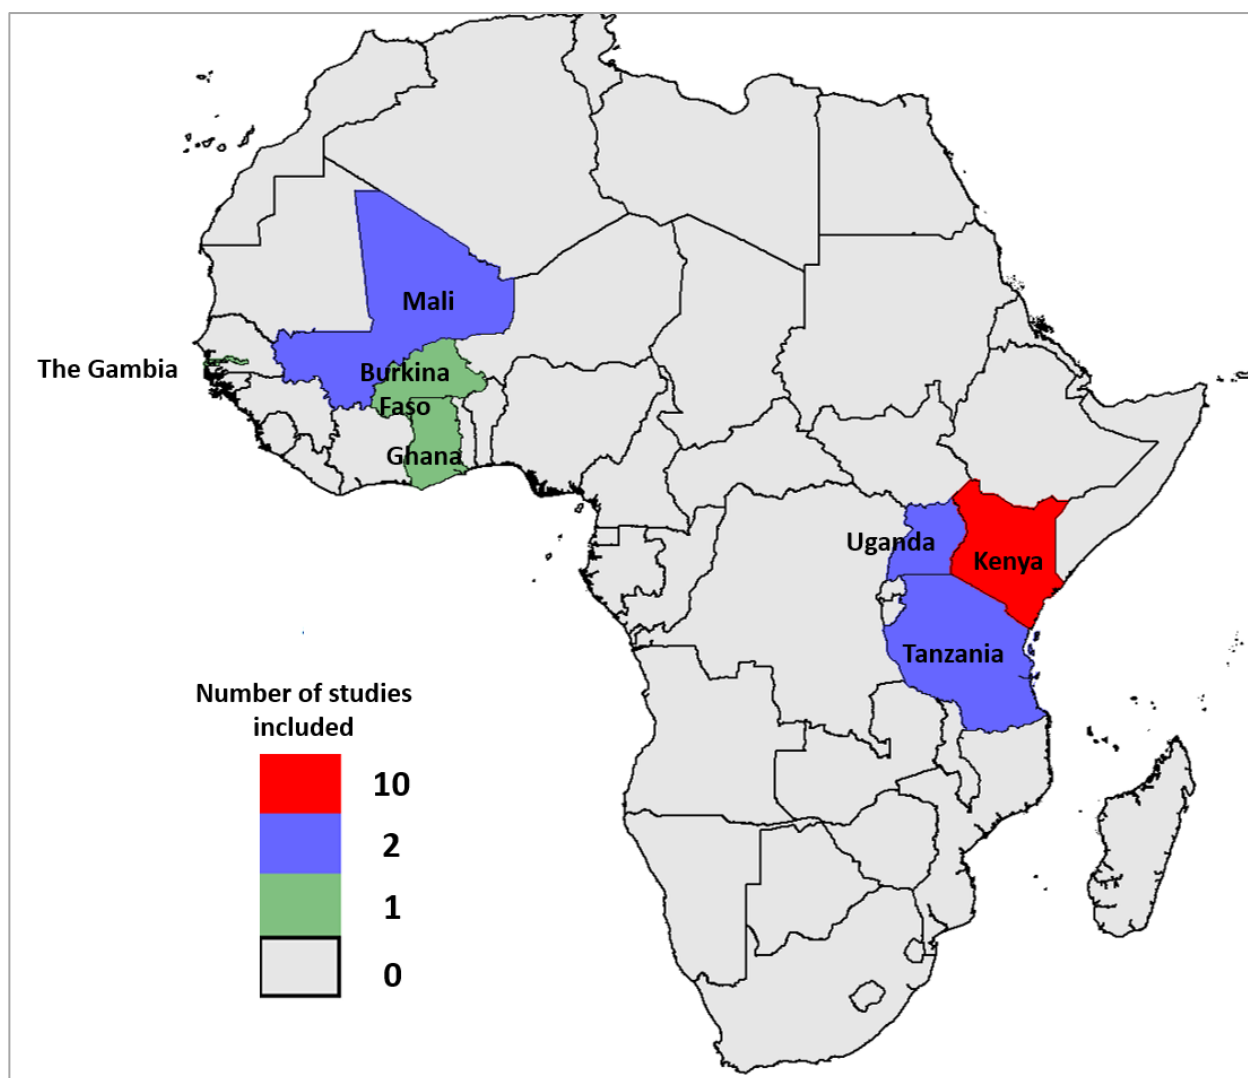 Mali
The Gambia
Burkina
Faso
Ghana
Uganda
Kenya
Tanzania
Number of studies
included
10
2
1
0